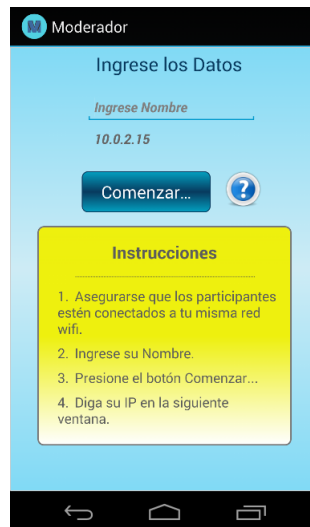 M Moderador
Ingrese los Datos
Ingrese Nombre
10.0.2.15
Comenzar... ?
Instrucciones
1. Asegurarse que los participantes
estén conectados a tu misma red
wifi.
2. Ingrese su Nombre.
3. Presione el botón Comenzar...
4. Diga su IP en la siguiente
ventana.